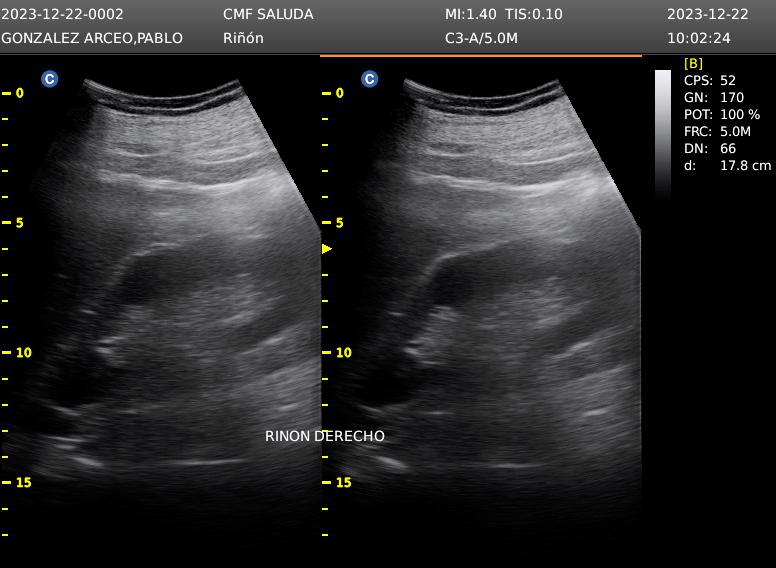 2023-12-22-0002 CMF SALUDA MI:1.40 TIS:0.10 2023-12-22
GONZALEZ ARCEO,PABLO Riñón C3-A/5.0M 10:02:24
[B]
C C
CPS: 52
0 0
GN: 170
POT: 100 %
FRC: 5.0M
DN: 66
d: 17.8 cm
5 5
10 10
RINON DERECHO
15 15